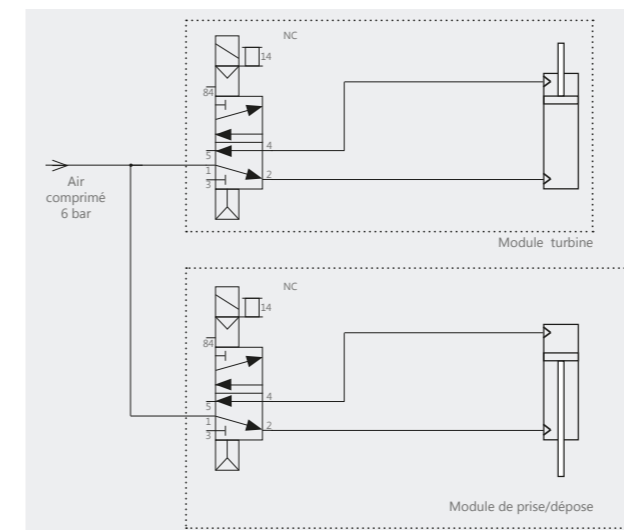 NC
14
84
4
5
1
2
3
Air
comprimé
6 bar
Module turbine
NC
14
84
4
5
1
2
3
Module de prise/dépose